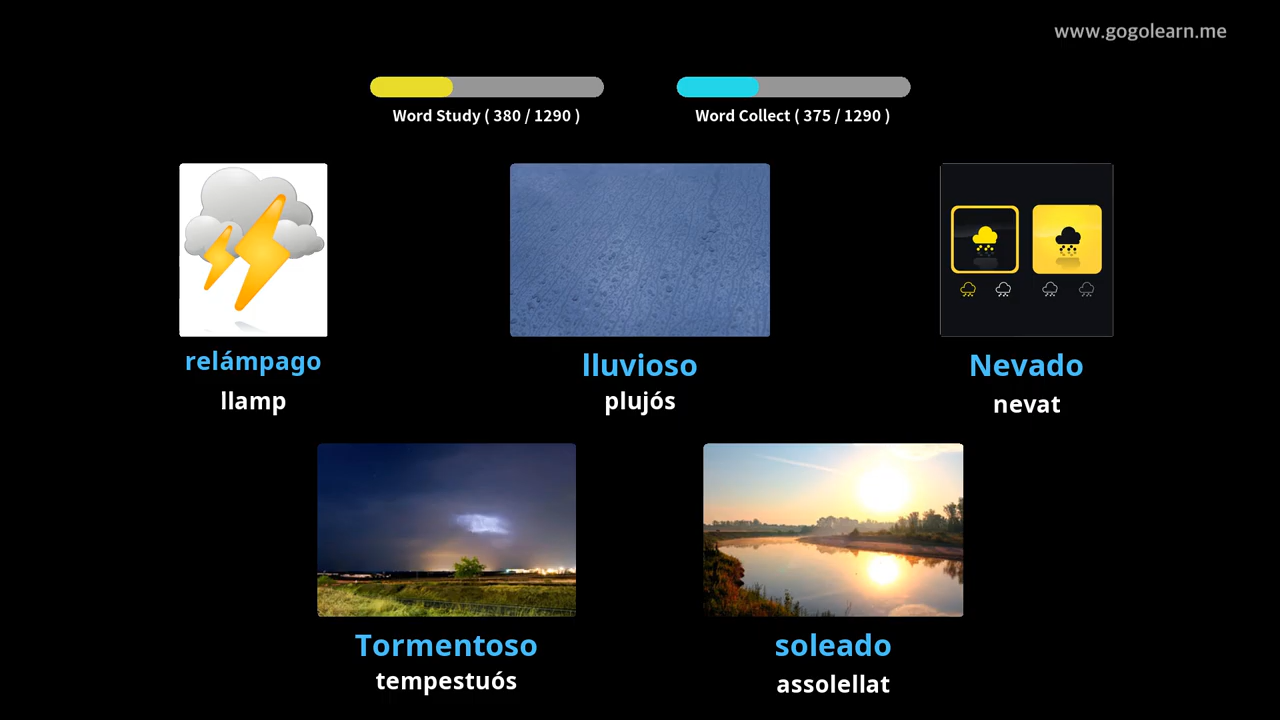 www.gogolearn.me
Word Study ( 380 / 1290 )
Word Collect ( 375 / 1290 )
relámpago
llamp
lluvioso
plujós
Nevado
nevat
Tormentoso
tempestuós
soleado
assolellat